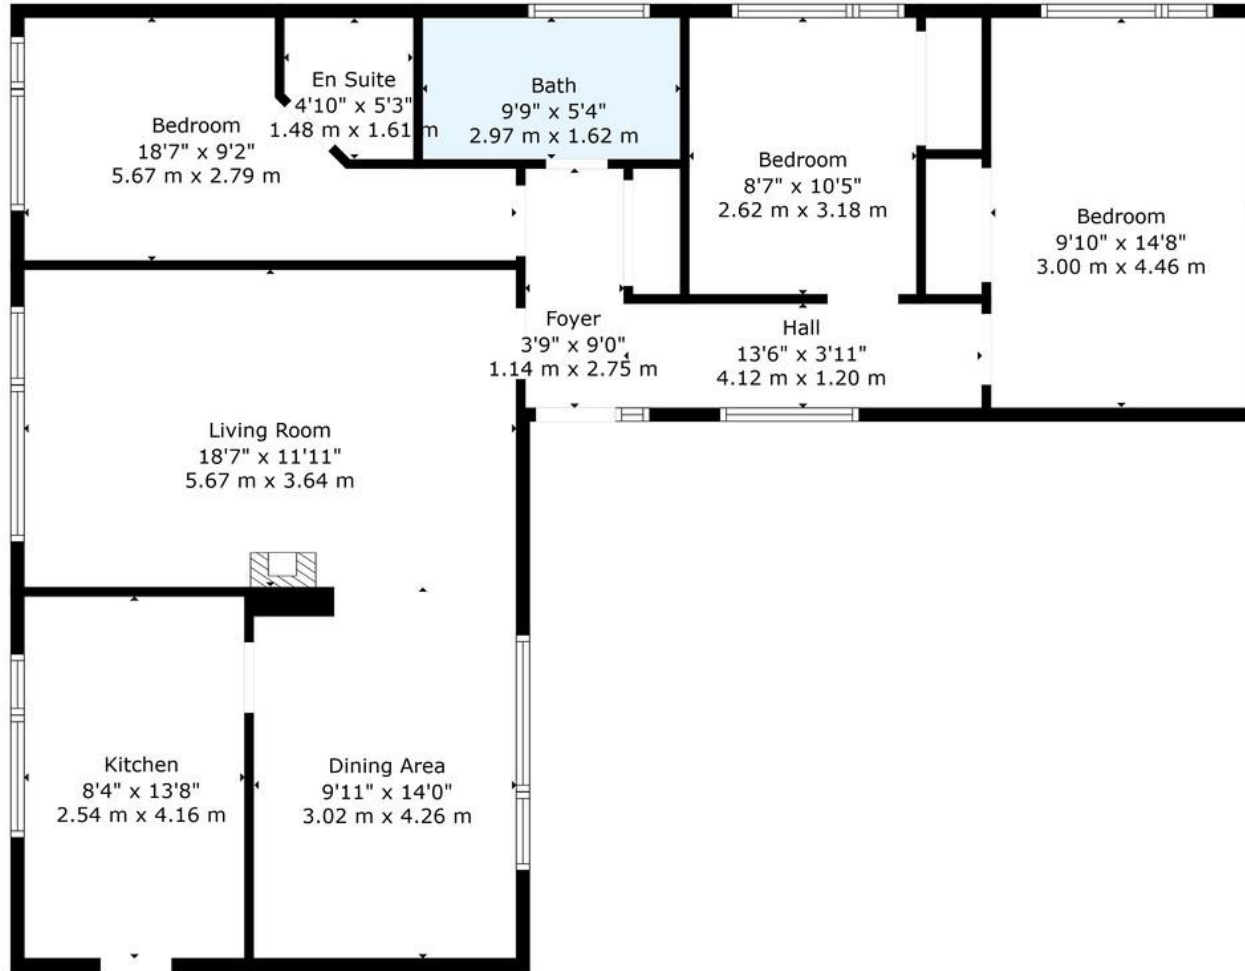 Bedroom
18'7" x 9'2"
5.67 m x 2.79 m
En Suite
4'10" x 5'3"
1.48 m x 1.61 m
Bath
9'9" x 5'4"
2.97 m x 1.62 m
Bedroom
8'7" x 10'5"
2.62 m x 3.18 m
Bedroom
9'10" x 14'8"
3.00 m x 4.46 m
Foyer
3'9" x 9'0"
1.14 m x 2.75 m
Hall
13'6" x 3'11"
4.12 m x 1.20 m
Living Room
18'7" x 11'11"
5.67 m x 3.64 m
Kitchen
8'4" x 13'8"
2.54 m x 4.16 m
Dining Area
9'11" x 14'0"
3.02 m x 4.26 m